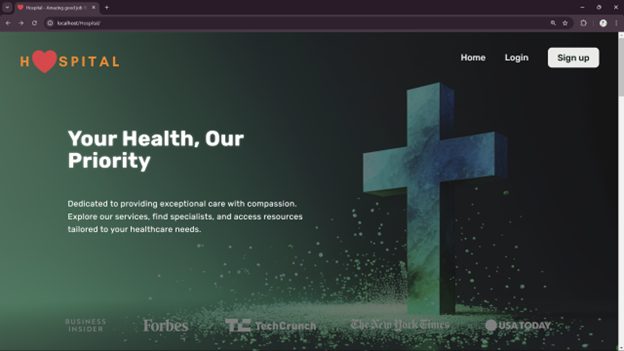 Hospital - Amazing good job
localhost/Hospital/
H SPITAL
Home
Login
Sign up
Your Health, Our
Priority
Dedicated to providing exceptional care with compassion.
Explore our services, find specialists, and access resources
tailored to your healthcare needs.
BUSINESS
INSIDER
Forbes
TechCrunch
The New York Times
USA TODAY